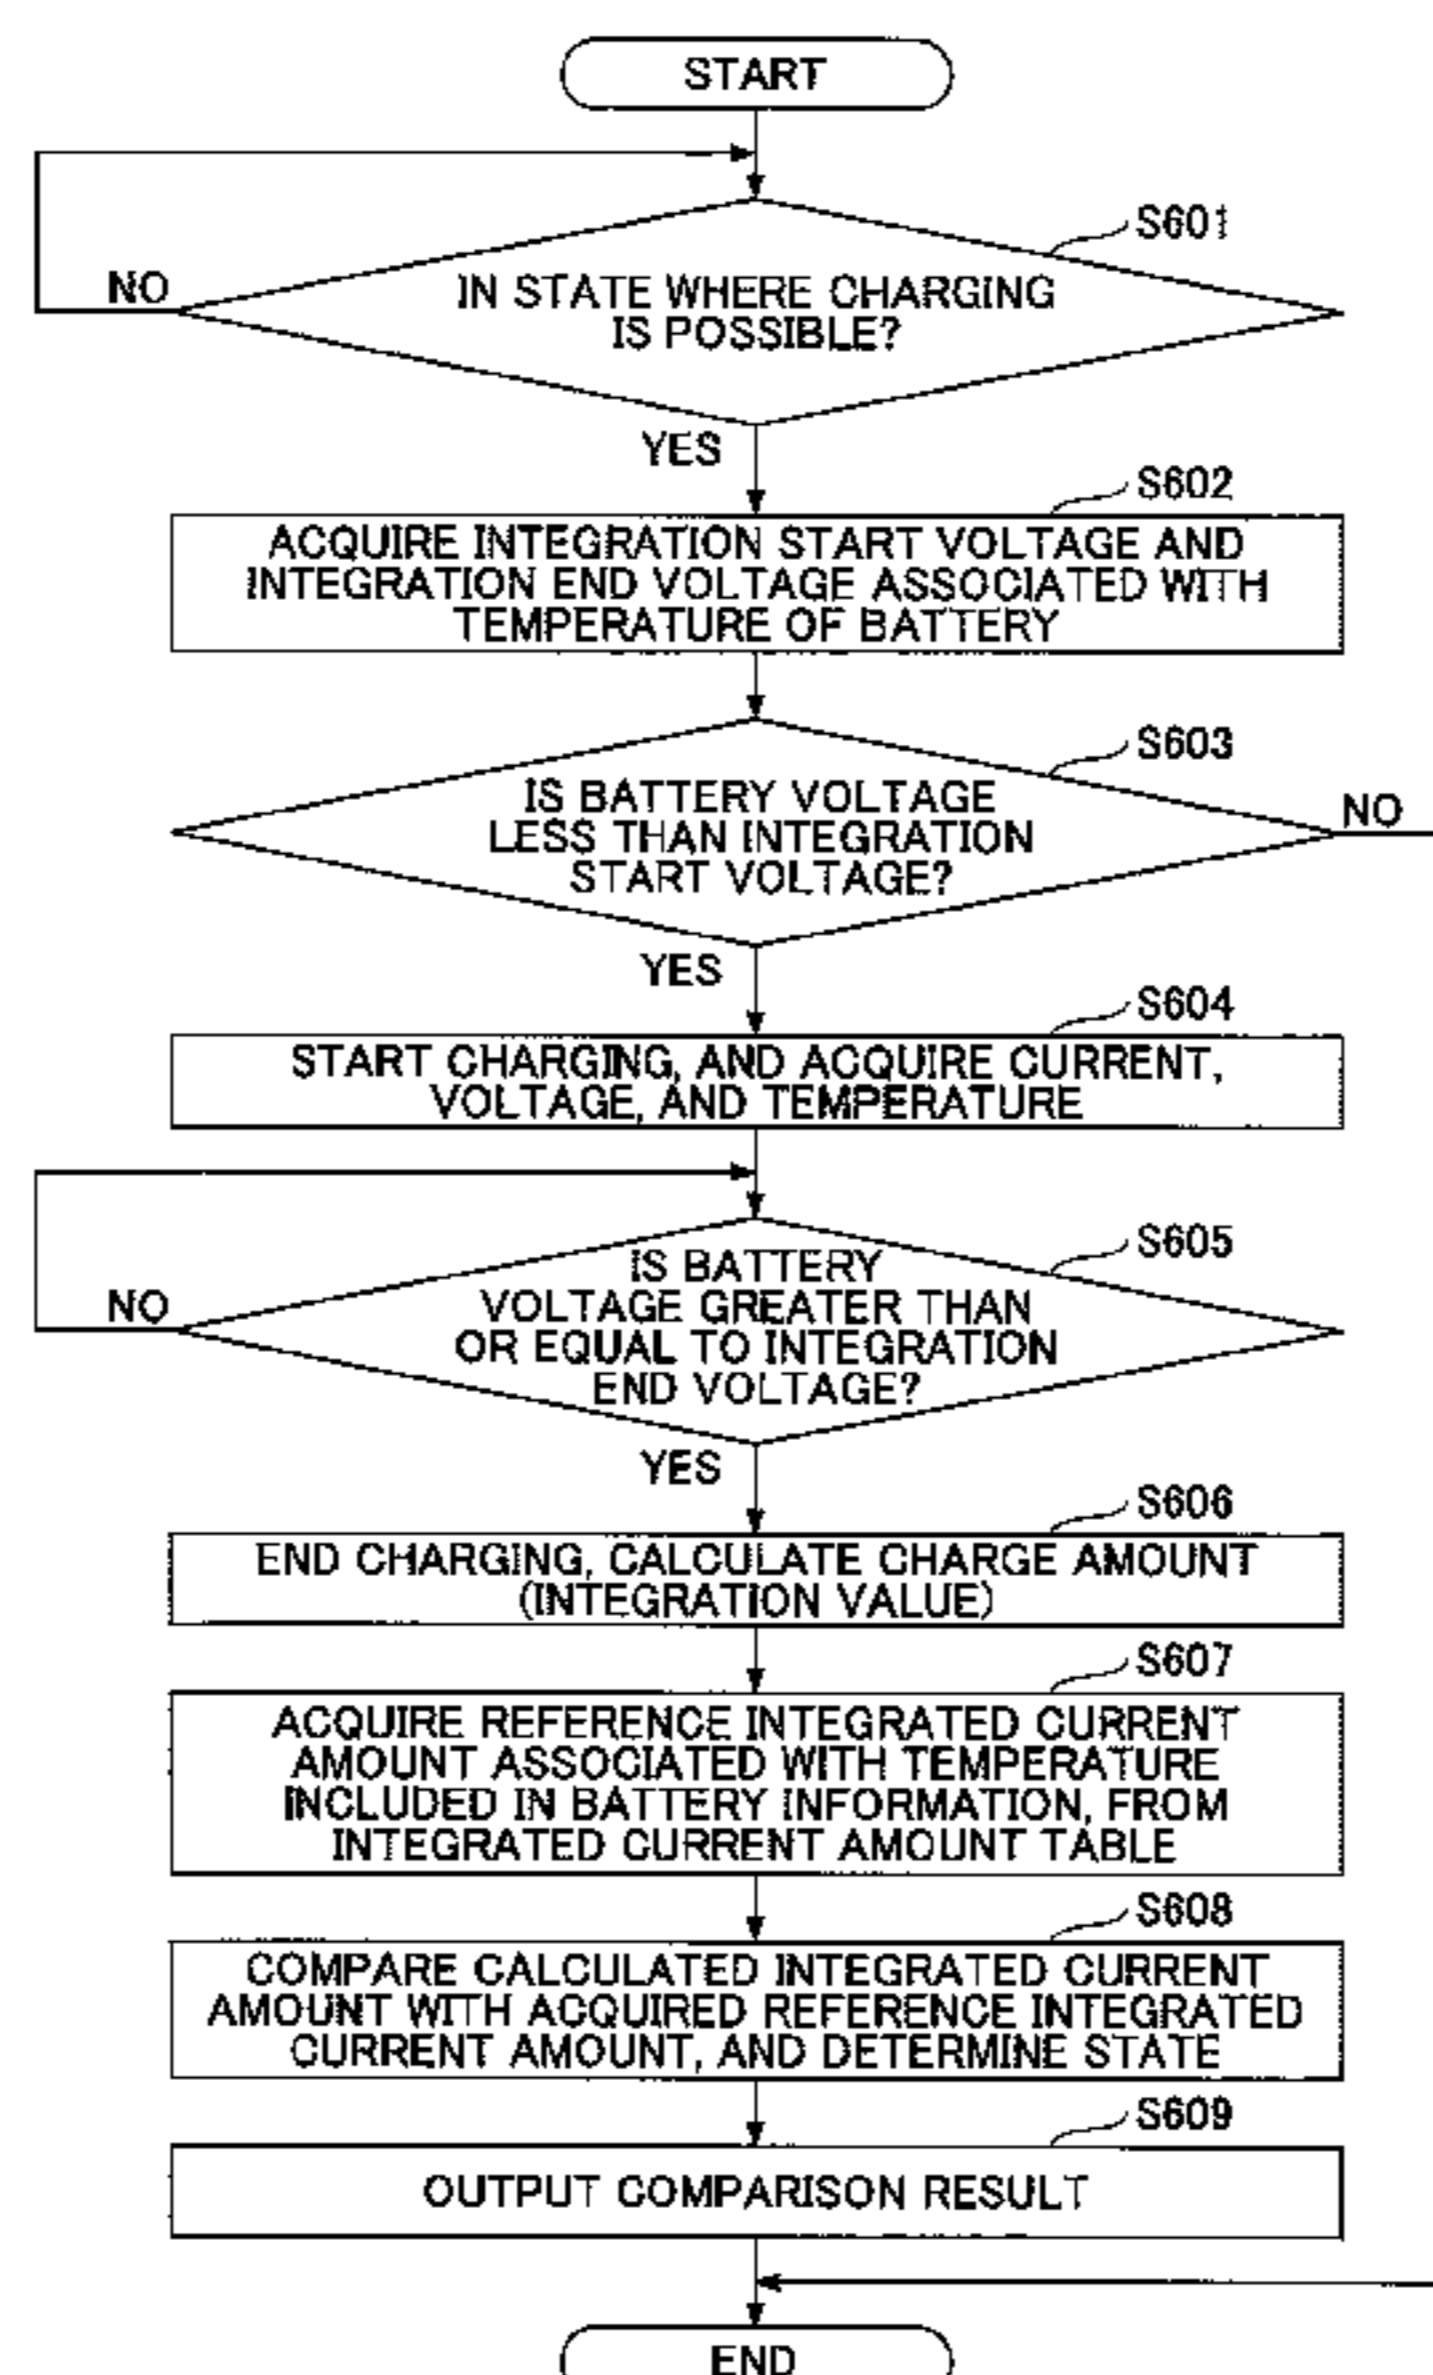 START
S601
NO
IN STATE WHERE CHARGING
IS POSSIBLE?
YES
S602
ACQUIRE INTEGRATION START VOLTAGE AND
INTEGRATION END VOLTAGE ASSOCIATED WITH
TEMPERATURE OF BATTERY
S603
IS BATTERY VOLTAGE
LESS THAN INTEGRATION
START VOLTAGE?
NO
YES
S604
START CHARGING, AND ACQUIRE CURRENT,
VOLTAGE, AND TEMPERATURE
S605
IS BATTERY
VOLTAGE GREATER THAN
OR EQUAL TO INTEGRATION
END VOLTAGE?
NO
YES
S606
END CHARGING, CALCULATE CHARGE AMOUNT
(INTEGRATION VALUE)
S607
ACQUIRE REFERENCE INTEGRATED CURRENT
AMOUNT ASSOCIATED WITH TEMPERATURE
INCLUDED IN BATTERY INFORMATION, FROM
INTEGRATED CURRENT AMOUNT TABLE
S608
COMPARE CALCULATED INTEGRATED CURRENT
AMOUNT WITH ACQUIRED REFERENCE INTEGRATED
CURRENT AMOUNT, AND DETERMINE STATE
S609
OUTPUT COMPARISON RESULT
END